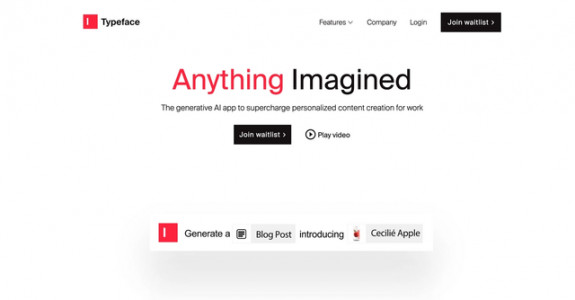 Typeface
Features Company Login Join waitlist >
Anything Imagined
The generative AI app to supercharge personalized content creation for work
Join waitlist > Play video
Generate a Blog Post introducing Cecilié Apple